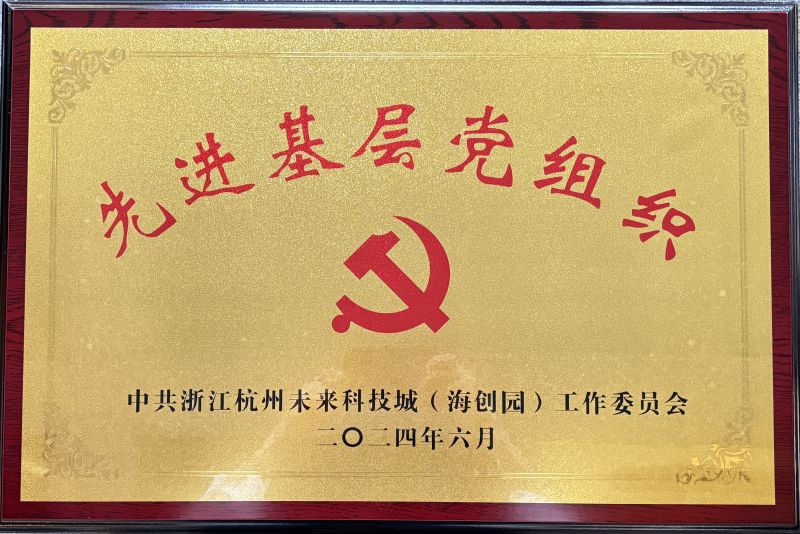 先进基层党组织
中共浙江杭州未来科技城（海创园）工作委员会
二〇二四年六月